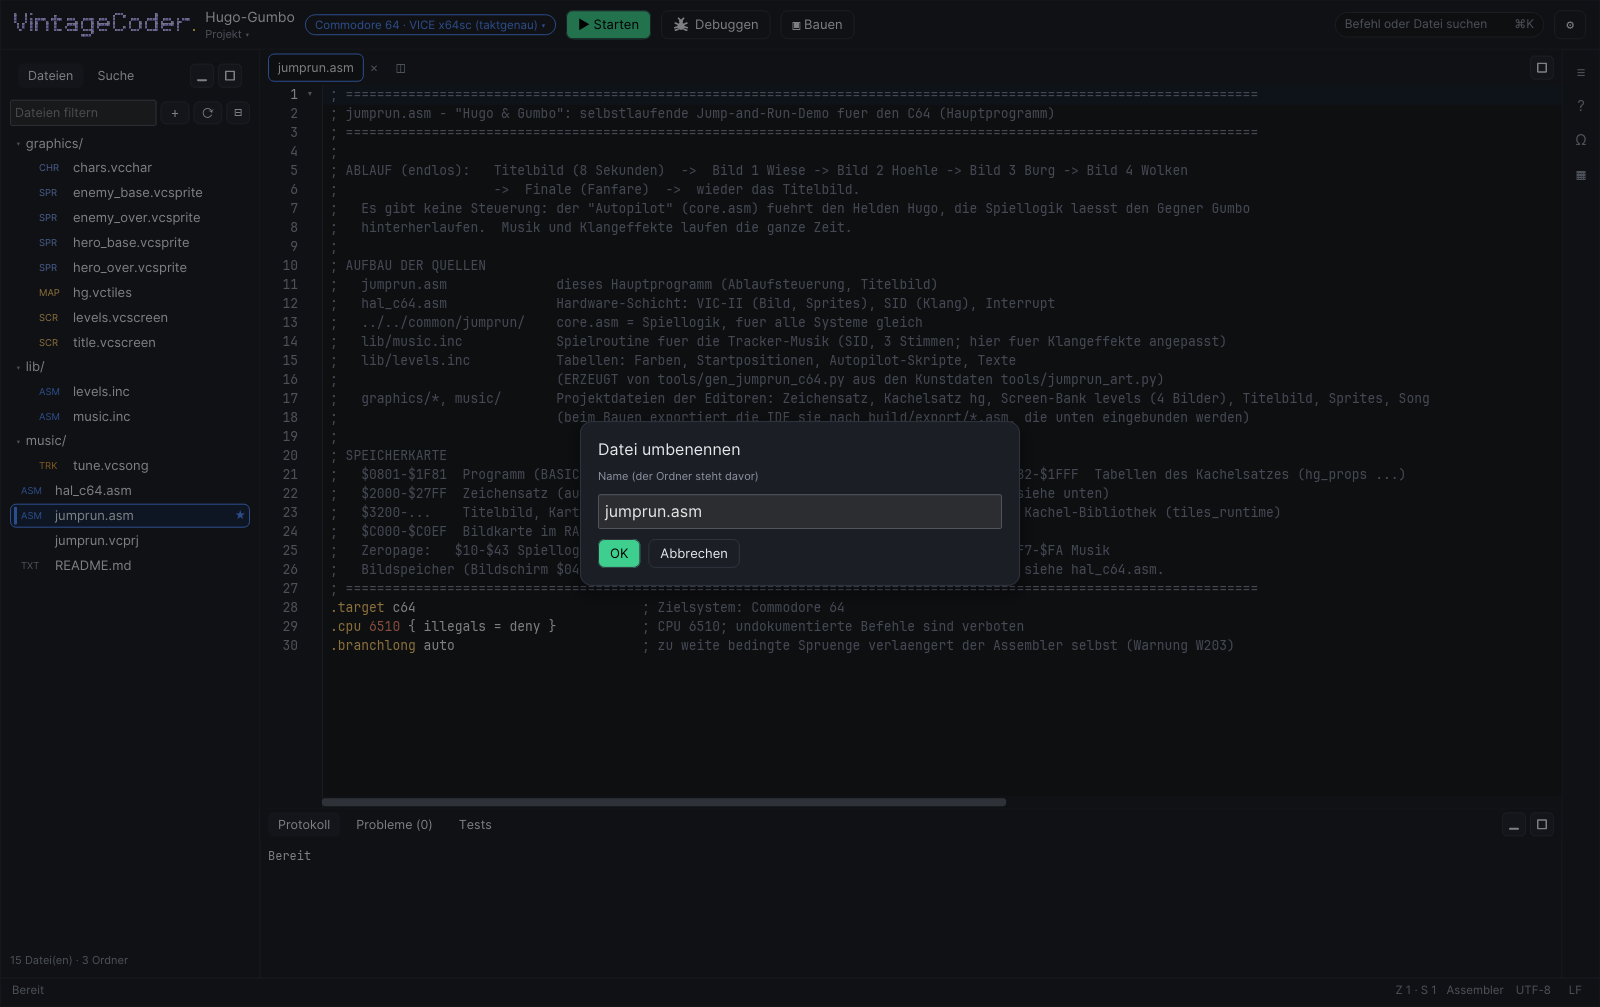 VintageCoder.
Hugo-Gumbo
Projekt
Commodore 64 · VICE x64sc (taktgenau)
Starten
Debuggen
Bauen
Befehl oder Datei suchen ⌘K
Dateien
Suche
jumprun.asm
Dateien filtern
graphics/
CHR chars.vcchar
SPR enemy_base.vcsprite
SPR enemy_over.vcsprite
SPR hero_base.vcsprite
SPR hero_over.vcsprite
MAP hg.vctiles
SCR levels.vcscreen
SCR title.vcscreen
lib/
ASM levels.inc
ASM music.inc
music/
TRK tune.vcsong
ASM hal_c64.asm
ASM jumprun.asm ★
jumprun.vcprj
TXT README.md
15 Datei(en) · 3 Ordner
1 ; =====================================================================================================================
2 ; jumprun.asm - "Hugo & Gumbo": selbstlaufende Jump-and-Run-Demo fuer den C64 (Hauptprogramm)
3 ; =====================================================================================================================
4 ;
5 ; ABLAUF (endlos): Titelbild (8 Sekunden) -> Bild 1 Wiese -> Bild 2 Hoehle -> Bild 3 Burg -> Bild 4 Wolken
6 ; -> Finale (Fanfare) -> wieder das Titelbild.
7 ; Es gibt keine Steuerung: der "Autopilot" (core.asm) fuehrt den Helden Hugo, die Spiellogik laesst den Gegner Gumbo
8 ; hinterherlaufen. Musik und Klangeffekte laufen die ganze Zeit.
9 ;
10 ; AUFBAU DER QUELLEN
11 ; jumprun.asm dieses Hauptprogramm (Ablaufsteuerung, Titelbild)
12 ; hal_c64.asm Hardware-Schicht: VIC-II (Bild, Sprites), SID (Klang), Interrupt
13 ; ../../common/jumprun/ core.asm = Spiellogik, fuer alle Systeme gleich
14 ; lib/music.inc Spielroutine fuer die Tracker-Musik (SID, 3 Stimmen; hier fuer Klangeffekte angepasst)
15 ; lib/levels.inc Tabellen: Farben, Startpositionen, Autopilot-Skripte, Texte
16 ; (ERZEUGT von tools/gen_jumprun_c64.py aus den Kunstdaten tools/jumprun_art.py)
17 ; graphics/*, music/ Projektdateien der Editoren: Zeichensatz, Kachelsatz hg, Screen-Bank levels (4 Bilder), Titelbild, Sprites, Song
18 ; (beim Bauen exportiert die IDE sie nach build/export/*.asm, die unten eingebunden werden)
19 ;
20 ; SPEICHERKARTE
21 ; $0801-$1F81 Programm (BASIC 82-$1FFF Tabellen des Kachelsatzes (hg_props ...)
22 ; $2000-$27FF Zeichensatz (au siehe unten)
23 ; $3200-... Titelbild, Kart Kachel-Bibliothek (tiles_runtime)
24 ; $C000-$C0EF Bildkarte im RA
25 ; Zeropage: $10-$43 Spiellog F7-$FA Musik
26 ; Bildspeicher (Bildschirm $04 siehe hal_c64.asm.
27 ; =====================================================================================================================
28 .target c64 ; Zielsystem: Commodore 64
29 .cpu 6510 { illegals = deny } ; CPU 6510; undokumentierte Befehle sind verboten
30 .branchlong auto ; zu weite bedingte Spruenge verlaengert der Assembler selbst (Warnung W203)
Datei umbenennen
Name (der Ordner steht davor)
jumprun.asm
OK
Abbrechen
Protokoll
Probleme (0)
Tests
Bereit
Bereit
Z 1 · S 1 Assembler UTF-8 LF